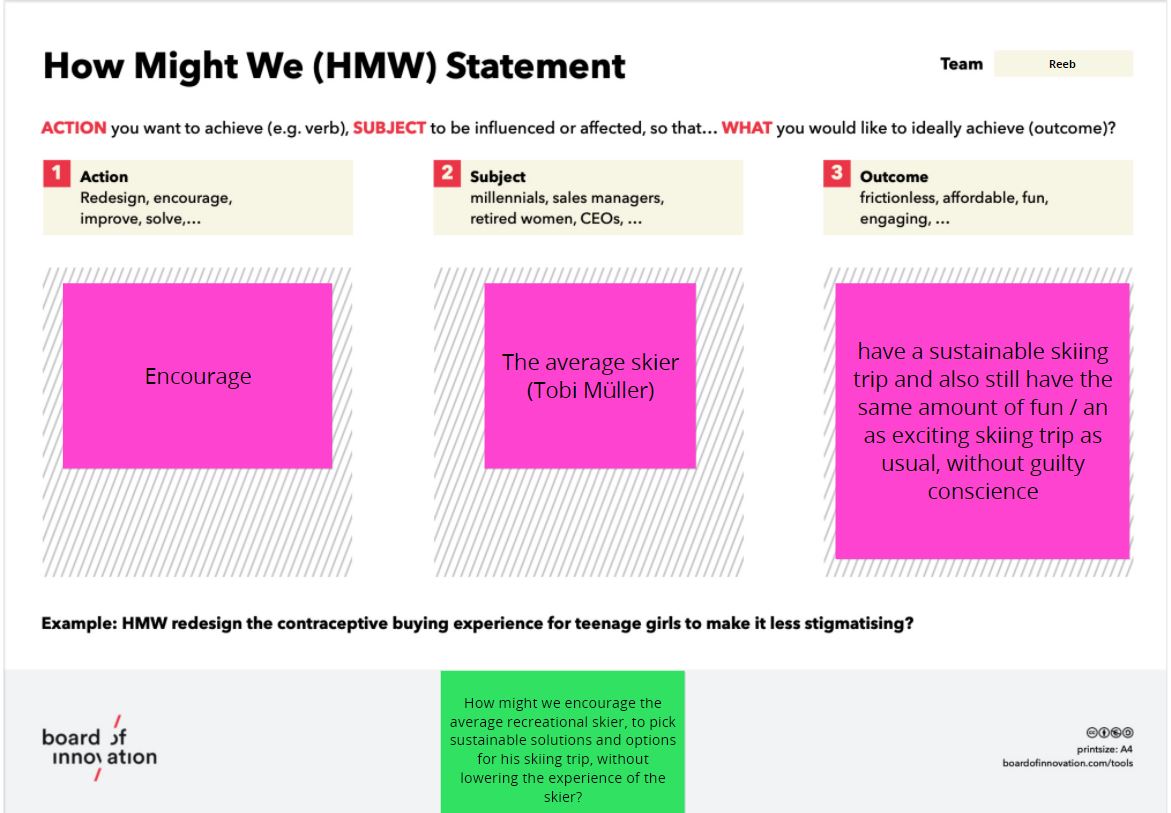 How Might We (HMW) Statement
Team
Reeb
ACTION you want to achieve (e.g. verb), SUBJECT to be influenced or affected, so that... WHAT you would like to ideally achieve (outcome)?
1
Action
Redesign, encourage,
improve, solve,...
2
Subject
millennials, sales managers,
retired women, CEOs, ...
3
Outcome
frictionless, affordable, fun,
engaging, ...
Encourage
The average skier
(Tobi Müller)
have a sustainable skiing
trip and also still have the
same amount of fun / an
as exciting skiing trip as
usual, without guilty
conscience
Example: HMW redesign the contraceptive buying experience for teenage girls to make it less stigmatising?
board of
innovation
How might we encourage the
average recreational skier, to pick
sustainable solutions and options
for his skiing trip, without
lowering the experience of the
skier?
printsize: A4
boardofinnovation.com/tools